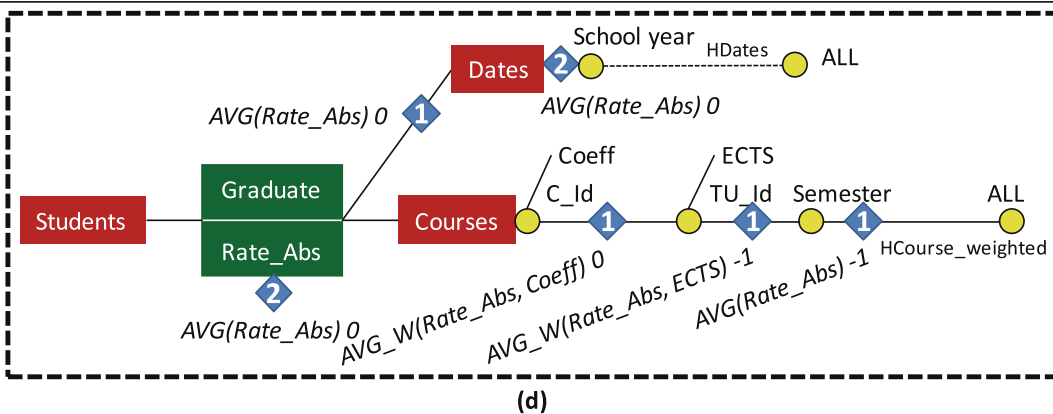 School year
HDates
ALL
Dates
2
AVG(Rate_Abs) 0
1
AVG(Rate_Abs) 0
Coeff
ECTS
Graduate
C_Id
TU_Id
Semester
ALL
Students
Courses
1
1
1
Rate_Abs
HCourse_weighted
2
AVG(Rate_Abs) 0
AVG_W(Rate_Abs, Coeff) 0
AVG_W(Rate_Abs, ECTS) -1
AVG(Rate_Abs) -1
(d)